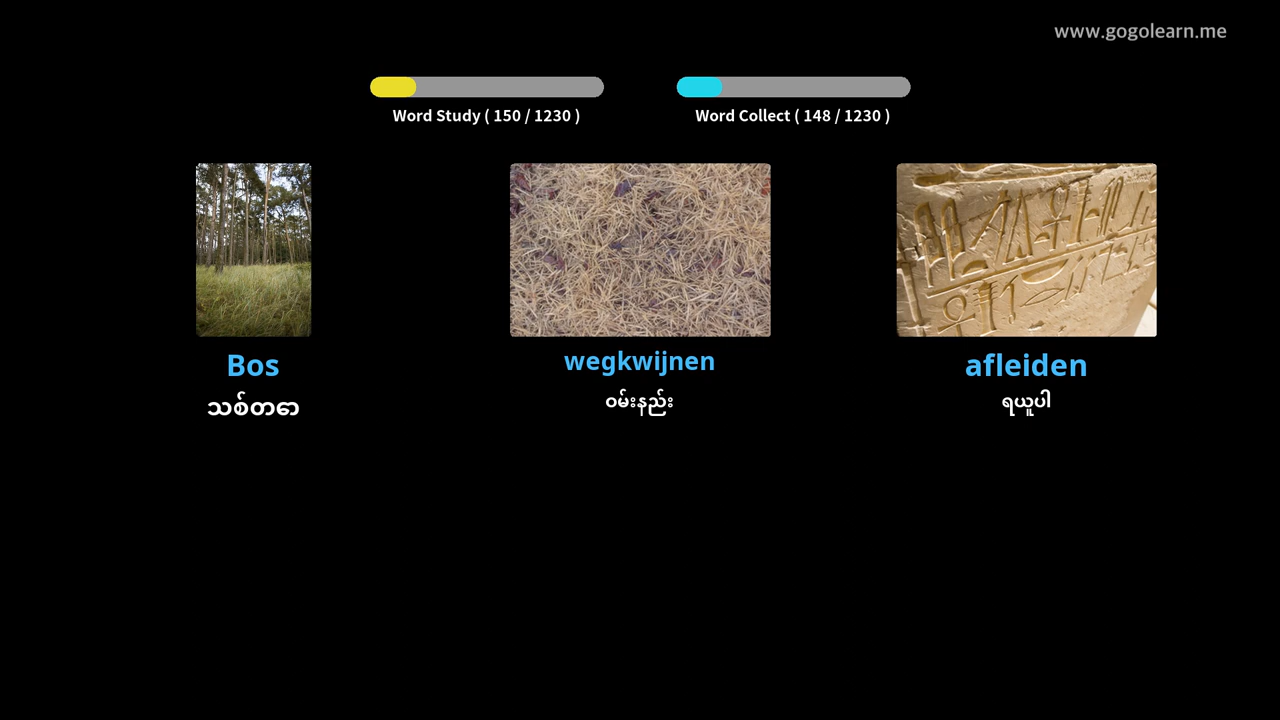 www.gogolearn.me
Word Study ( 150 / 1230 )
Word Collect ( 148 / 1230 )
Bos
သစ်တဧာ
wegkwijnen
ဝမ်းနည်း
afleiden
ရယူပါ